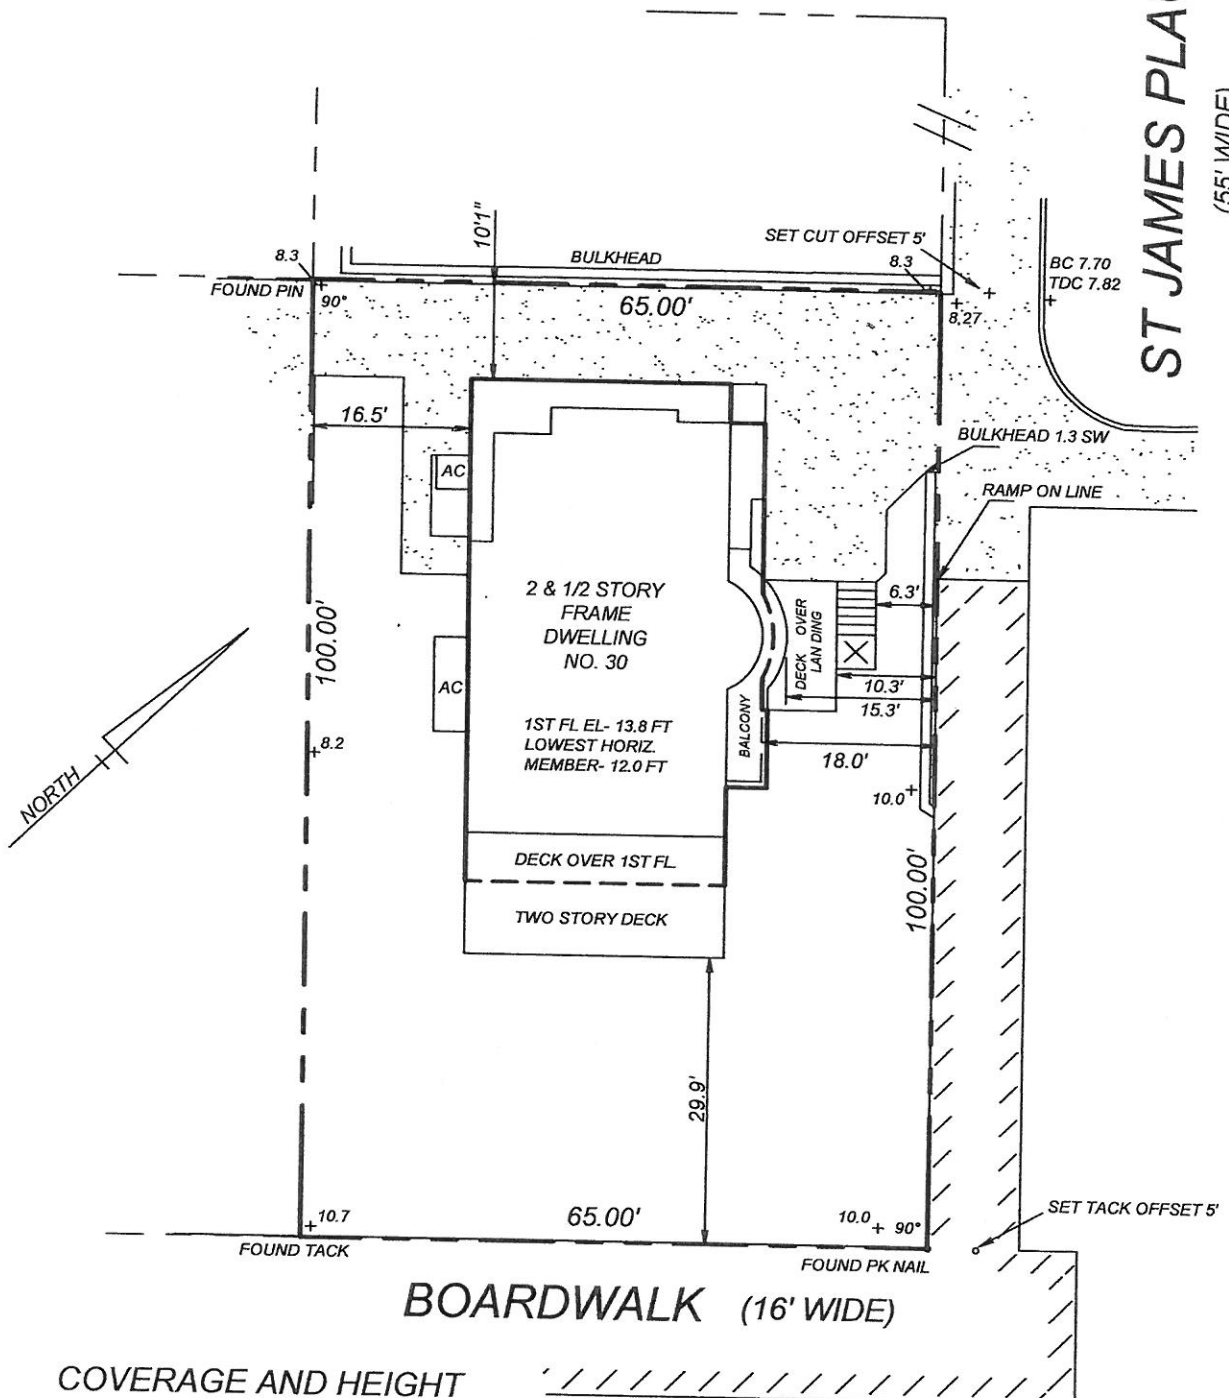 ST JAMES PLAC
(55' WIDE)
10'1"
SET CUT OFFSET 5'
8.3
BULKHEAD
8.3
BC 7.70
TDC 7.82
FOUND PIN
90°
65.00'
8.27
16.5'
BULKHEAD 1.3 SW
AC
RAMP ON LINE
2 & 1/2 STORY
FRAME
DWELLING
NO. 30
6.3'
DECK OVER
LAN DING
100.00'
AC
10.3'
15.3'
BALCONY
1ST FL EL- 13.8 FT
LOWEST HORIZ.
MEMBER- 12.0 FT
8.2
18.0'
NORTH
10.0
DECK OVER 1ST FL.
100.00'
TWO STORY DECK
29.9'
10.7
65.00'
10.0
90°
SET TACK OFFSET 5'
FOUND TACK
FOUND PK NAIL
BOARDWALK (16' WIDE)
COVERAGE AND HEIGHT